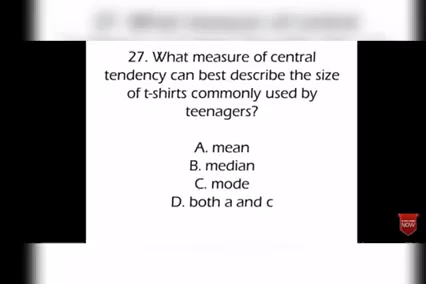 27. What measure of central
tendency can best describe the size
of t-shirts commonly used by
teenagers?
A. mean
B. median
C. mode
D. both a and c
NOW